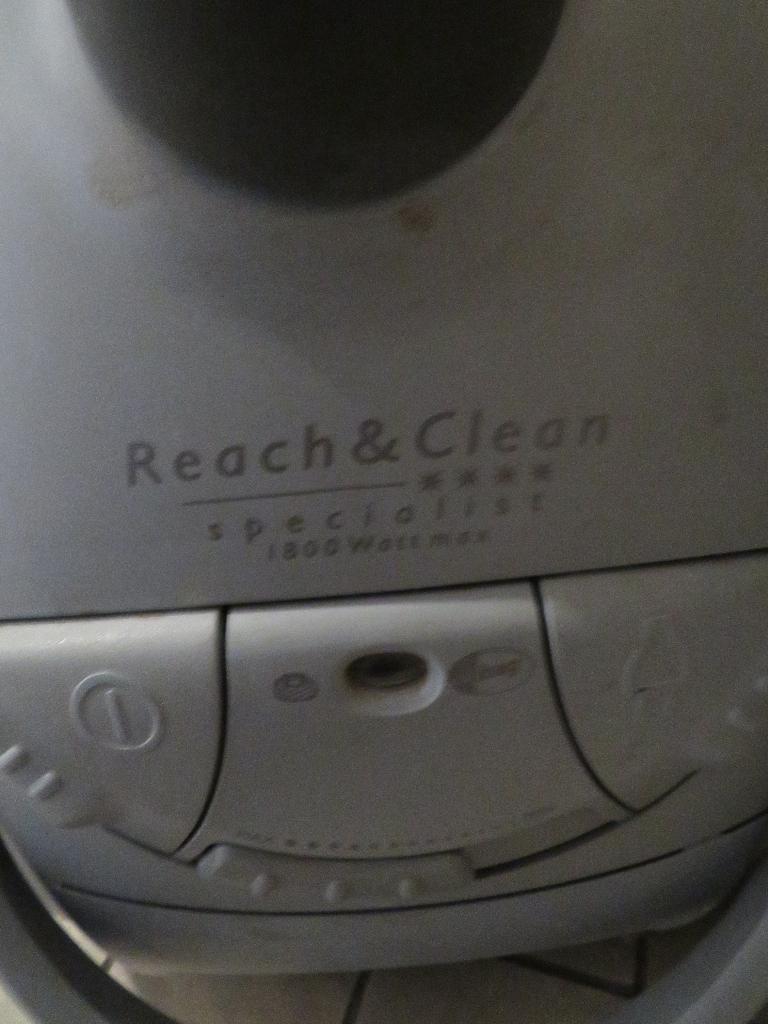 Reach&Clean
****
specialist
1800 Watt max